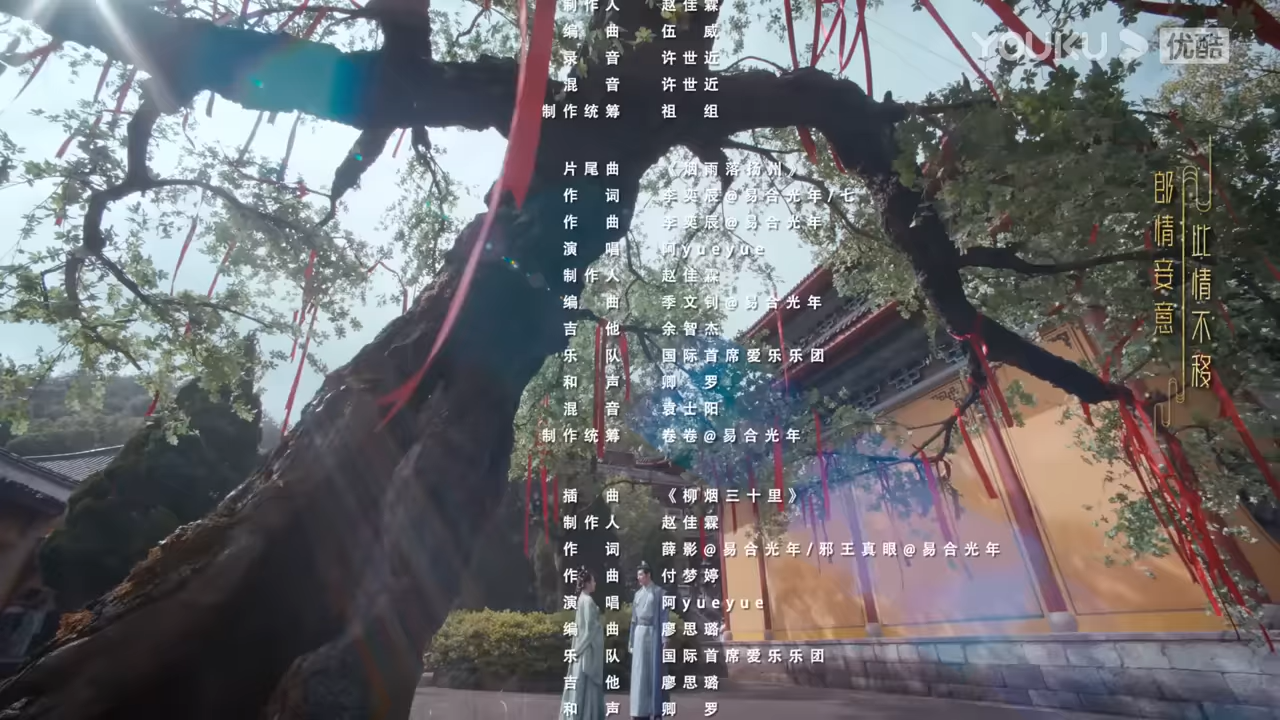 制作人 赵佳霖
编曲 伍威
录音 许世近
混音 许世近
制作统筹 祖组
片尾曲 《烟雨落扬州》
作词 李奕辰@易合光年/七
作曲 李奕辰@易合光年
演唱 阿yueyue
制作人 赵佳霖
编曲 季文钊@易合光年
吉他 余智杰
乐队 国际首席爱乐乐团
和声 卿罗
混音 袁士阳
制作统筹 卷卷@易合光年
插曲 《柳烟三十里》
制作人 赵佳霖
作词 薛影@易合光年/邪王真眼@易合光年
作曲 付梦婷
演唱 阿yueyue
编曲 廖思璐
乐队 国际首席爱乐乐团
吉他 廖思璐
和声 卿罗
YOUKU 优酷
此情不移
郎情妾意